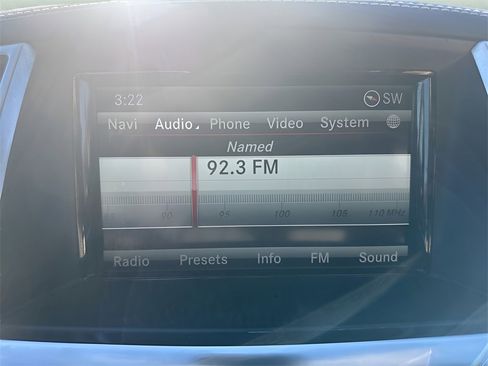 3:22 SW
Navi Audio Phone Video System
Named
92.3 FM
90 95 100 105 110 MHz
Radio Presets Info FM Sound